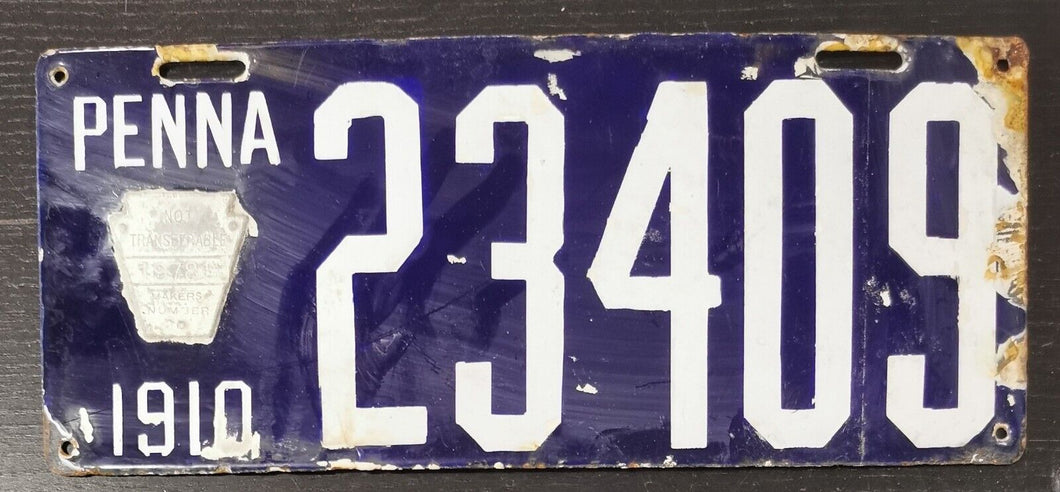 PENNA
23409
NOT
TRANSFERABLE
MAKERS
NUMBER
1910